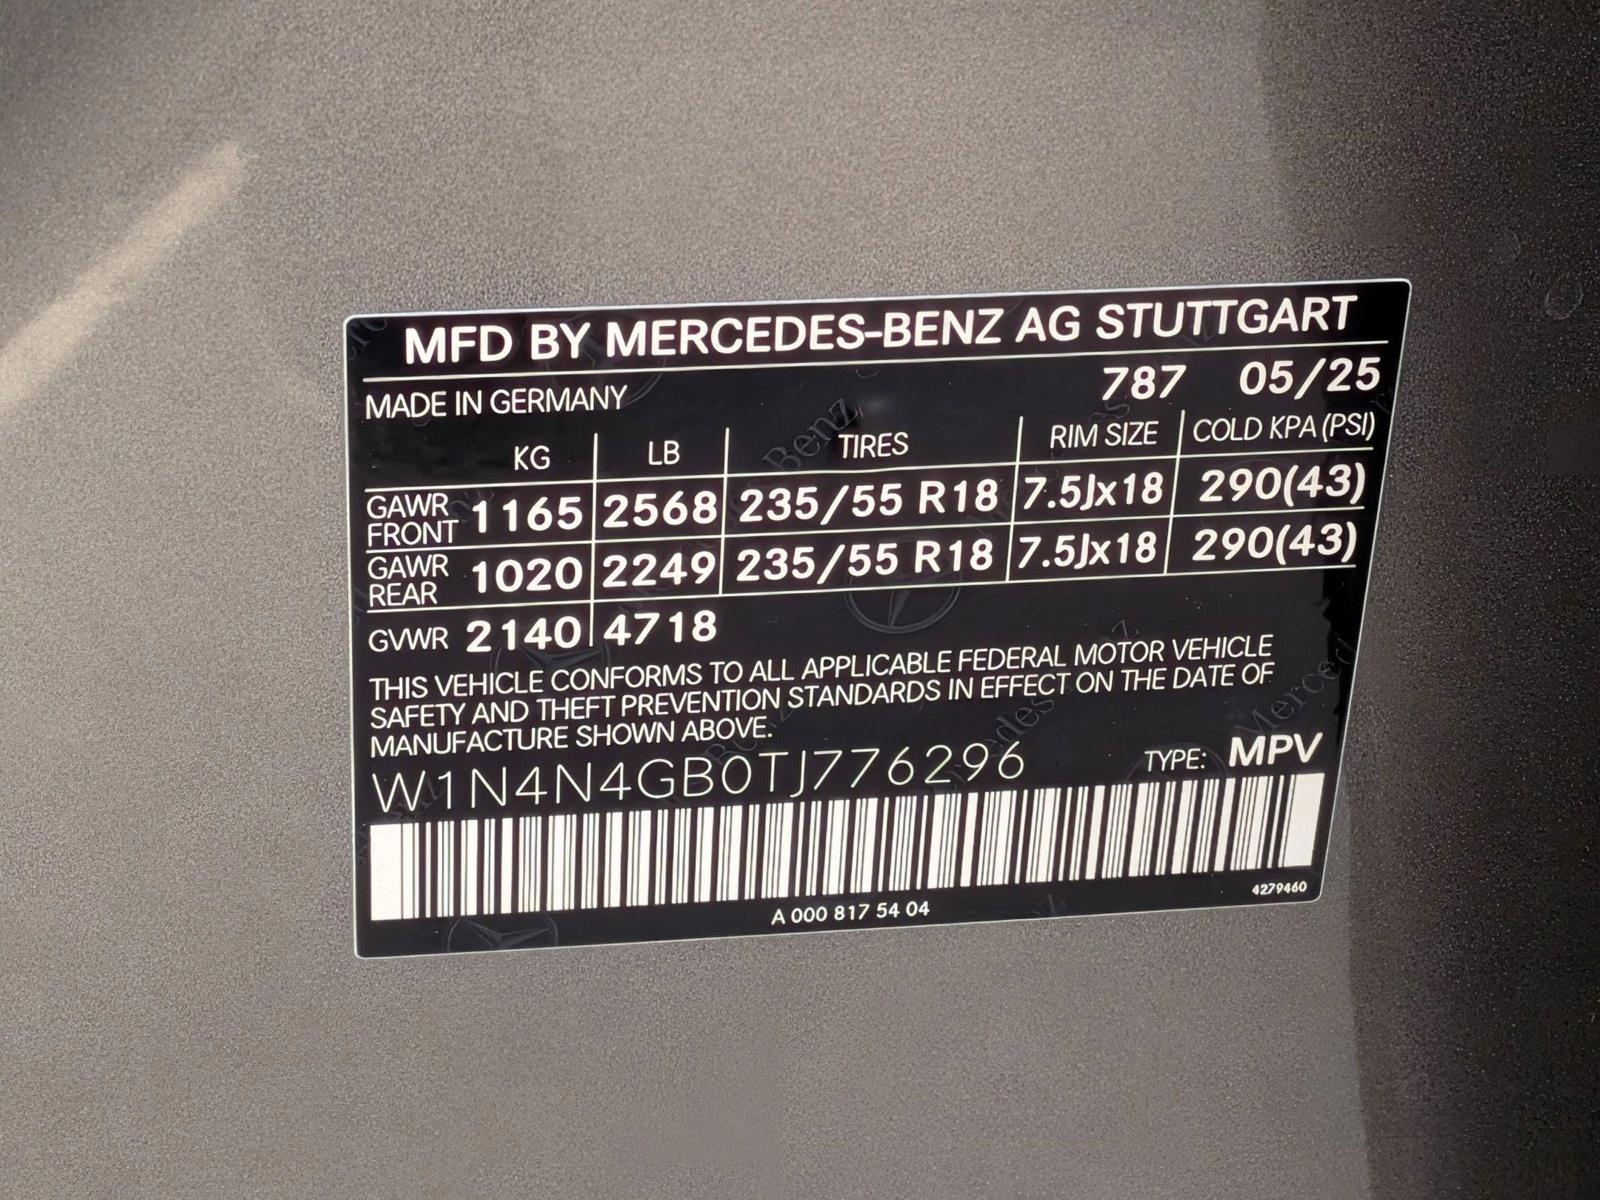 MFD BY MERCEDES-BENZ AG STUTTGART
MADE IN GERMANY 787 05/25
KG LB TIRES RIM SIZE COLD KPA (PSI)
GAWR FRONT 1165 2568 235/55 R18 7.5Jx18 290(43)
GAWR REAR 1020 2249 235/55 R18 7.5Jx18 290(43)
GVWR 2140 4718
THIS VEHICLE CONFORMS TO ALL APPLICABLE FEDERAL MOTOR VEHICLE
SAFETY AND THEFT PREVENTION STANDARDS IN EFFECT ON THE DATE OF
MANUFACTURE SHOWN ABOVE.
W1N4N4GB0TJ776296 TYPE: MPV
4279460
A 000 817 54 04